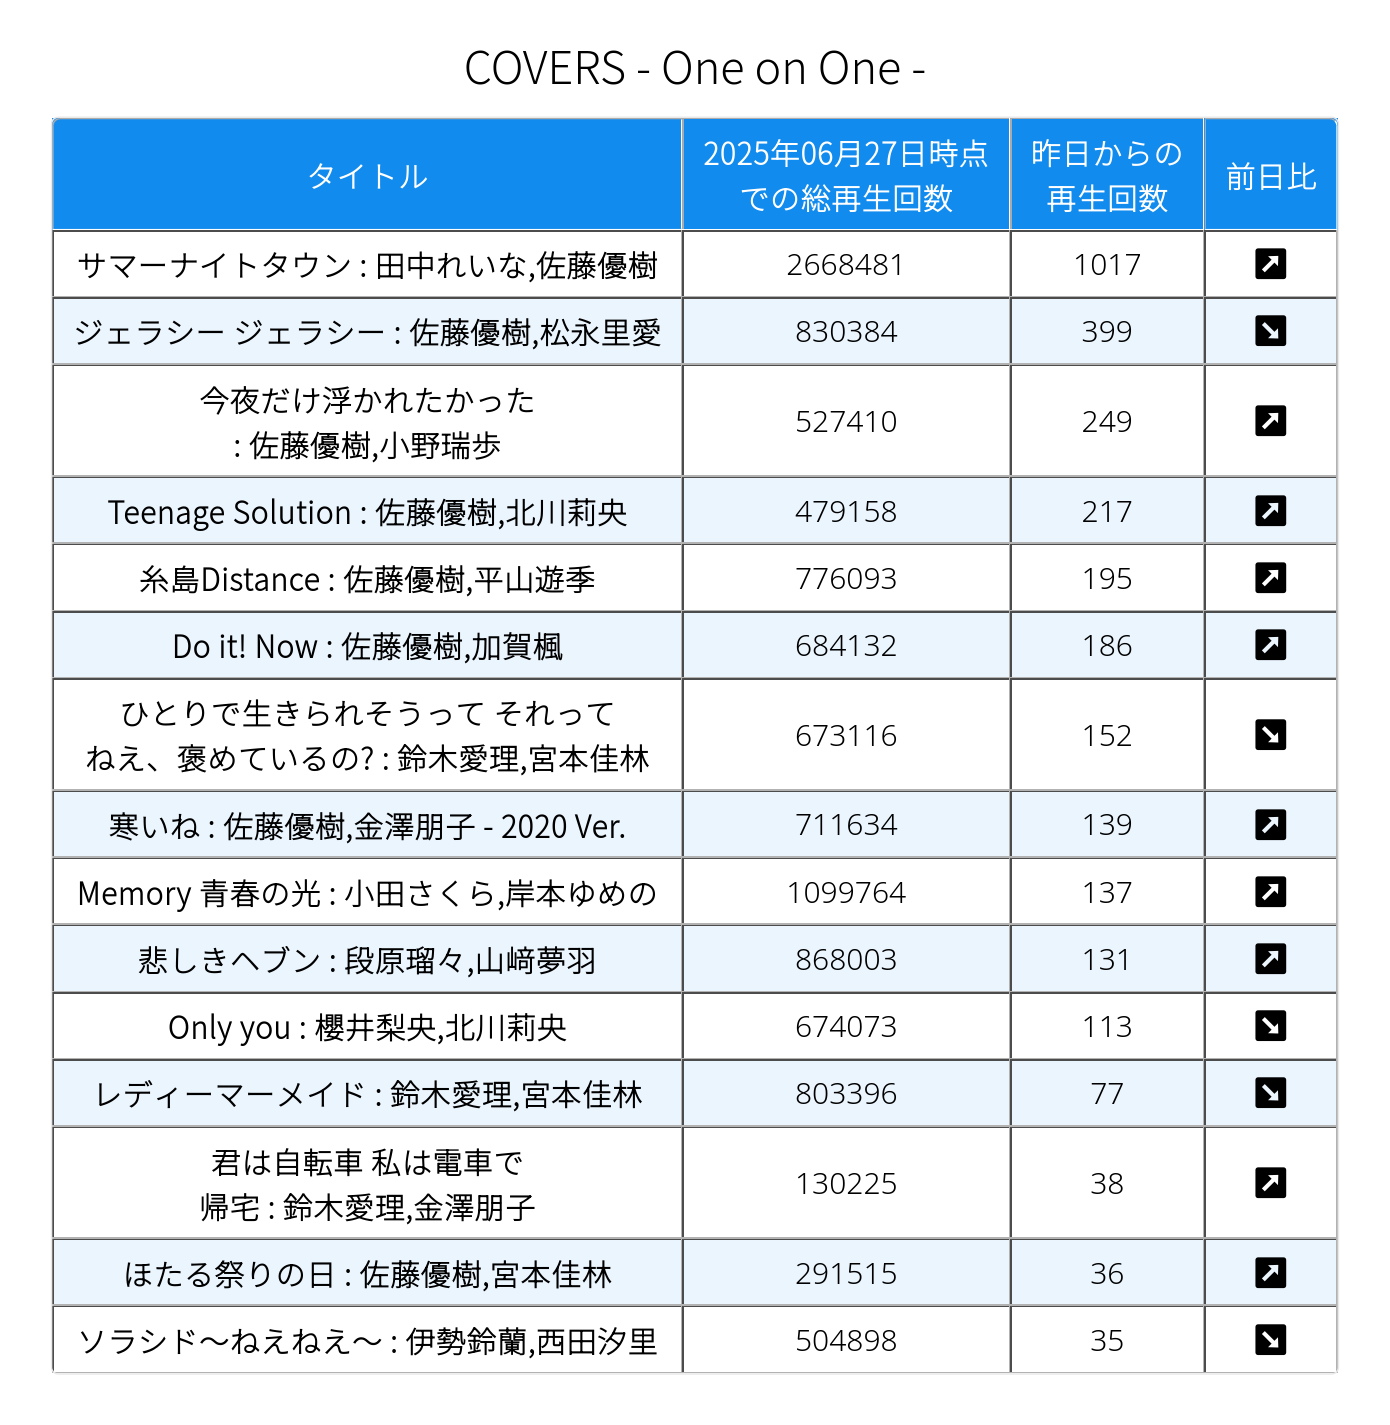 COVERS - One on One -
タイトル
2025年06月27日時点
での総再生回数
昨日からの
再生回数
前日比
サマーナイトタウン : 田中れいな,佐藤優樹
2668481
1017
ジェラシー ジェラシー : 佐藤優樹,松永里愛
830384
399
今夜だけ浮かれたかった
: 佐藤優樹,小野瑞歩
527410
249
Teenage Solution : 佐藤優樹,北川莉央
479158
217
糸島Distance : 佐藤優樹,平山遊季
776093
195
Do it! Now : 佐藤優樹,加賀楓
684132
186
ひとりで生きられそうって それって
ねえ、褒めているの? : 鈴木愛理,宮本佳林
673116
152
寒いね : 佐藤優樹,金澤朋子 - 2020 Ver.
711634
139
Memory 青春の光 : 小田さくら,岸本ゆめの
1099764
137
悲しきヘブン : 段原瑠々,山﨑夢羽
868003
131
Only you : 櫻井梨央,北川莉央
674073
113
レディーマーメイド : 鈴木愛理,宮本佳林
803396
77
君は自転車 私は電車で
帰宅 : 鈴木愛理,金澤朋子
130225
38
ほたる祭りの日 : 佐藤優樹,宮本佳林
291515
36
ソラシド～ねえねえ～ : 伊勢鈴蘭,西田汐里
504898
35